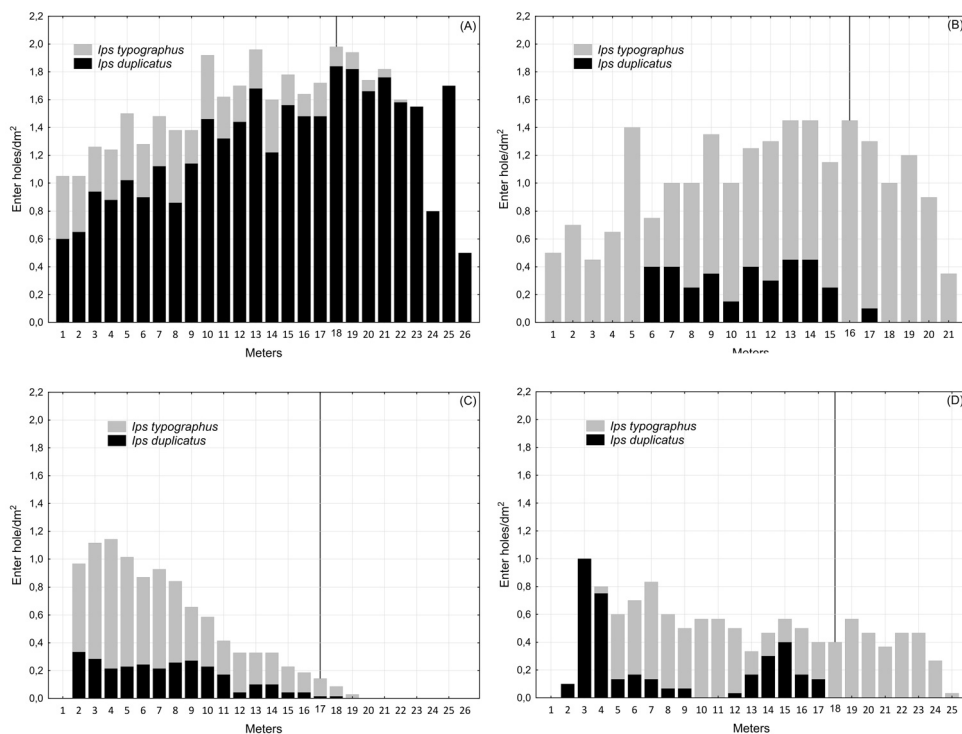 (A)
Ips typographus
Ips duplicatus
Enter holes/dm²
2,2
2,0
1,8
1,6
1,4
1,2
1,0
0,8
0,6
0,4
0,2
0,0
1 2 3 4 5 6 7 8 9 10 11 12 13 14 15 16 17 18 19 20 21 22 23 24 25 26
Meters
(B)
Ips typographus
Ips duplicatus
Enter holes/dm²
2,2
2,0
1,8
1,6
1,4
1,2
1,0
0,8
0,6
0,4
0,2
0,0
1 2 3 4 5 6 7 8 9 10 11 12 13 14 15 16 17 18 19 20 21
Meters
(C)
Ips typographus
Ips duplicatus
Enter hole/dm²
2,2
2,0
1,8
1,6
1,4
1,2
1,0
0,8
0,6
0,4
0,2
0,0
1 2 3 4 5 6 7 8 9 10 11 12 13 14 15 16 17 18 19 20 21 22 23 24 25
Meters
(D)
Ips typographus
Ips duplicatus
Enter holes/dm²
2,2
2,0
1,8
1,6
1,4
1,2
1,0
0,8
0,6
0,4
0,2
0,0
1 2 3 4 5 6 7 8 9 10 11 12 13 14 15 16 17 18 19 20 21 22 23 24 25
Meters